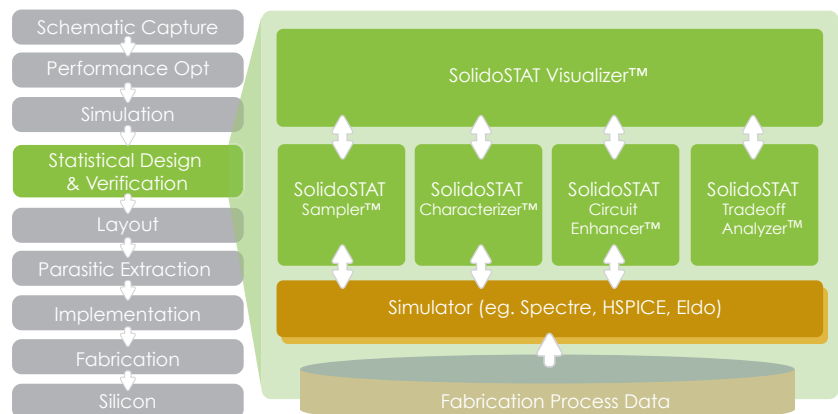 Schematic Capture
Performance Opt
Simulation
Statistical Design
& Verification
Layout
Parasitic Extraction
Implementation
Fabrication
Silicon
SolidoSTAT Visualizer™
SolidoSTAT
Sampler™
SolidoSTAT
Characterizer™
SolidoSTAT
Circuit
Enhancer™
SolidoSTAT
Tradeoff
Analyzer™
Simulator (eg. Spectre, HSPICE, Eldo)
Fabrication Process Data